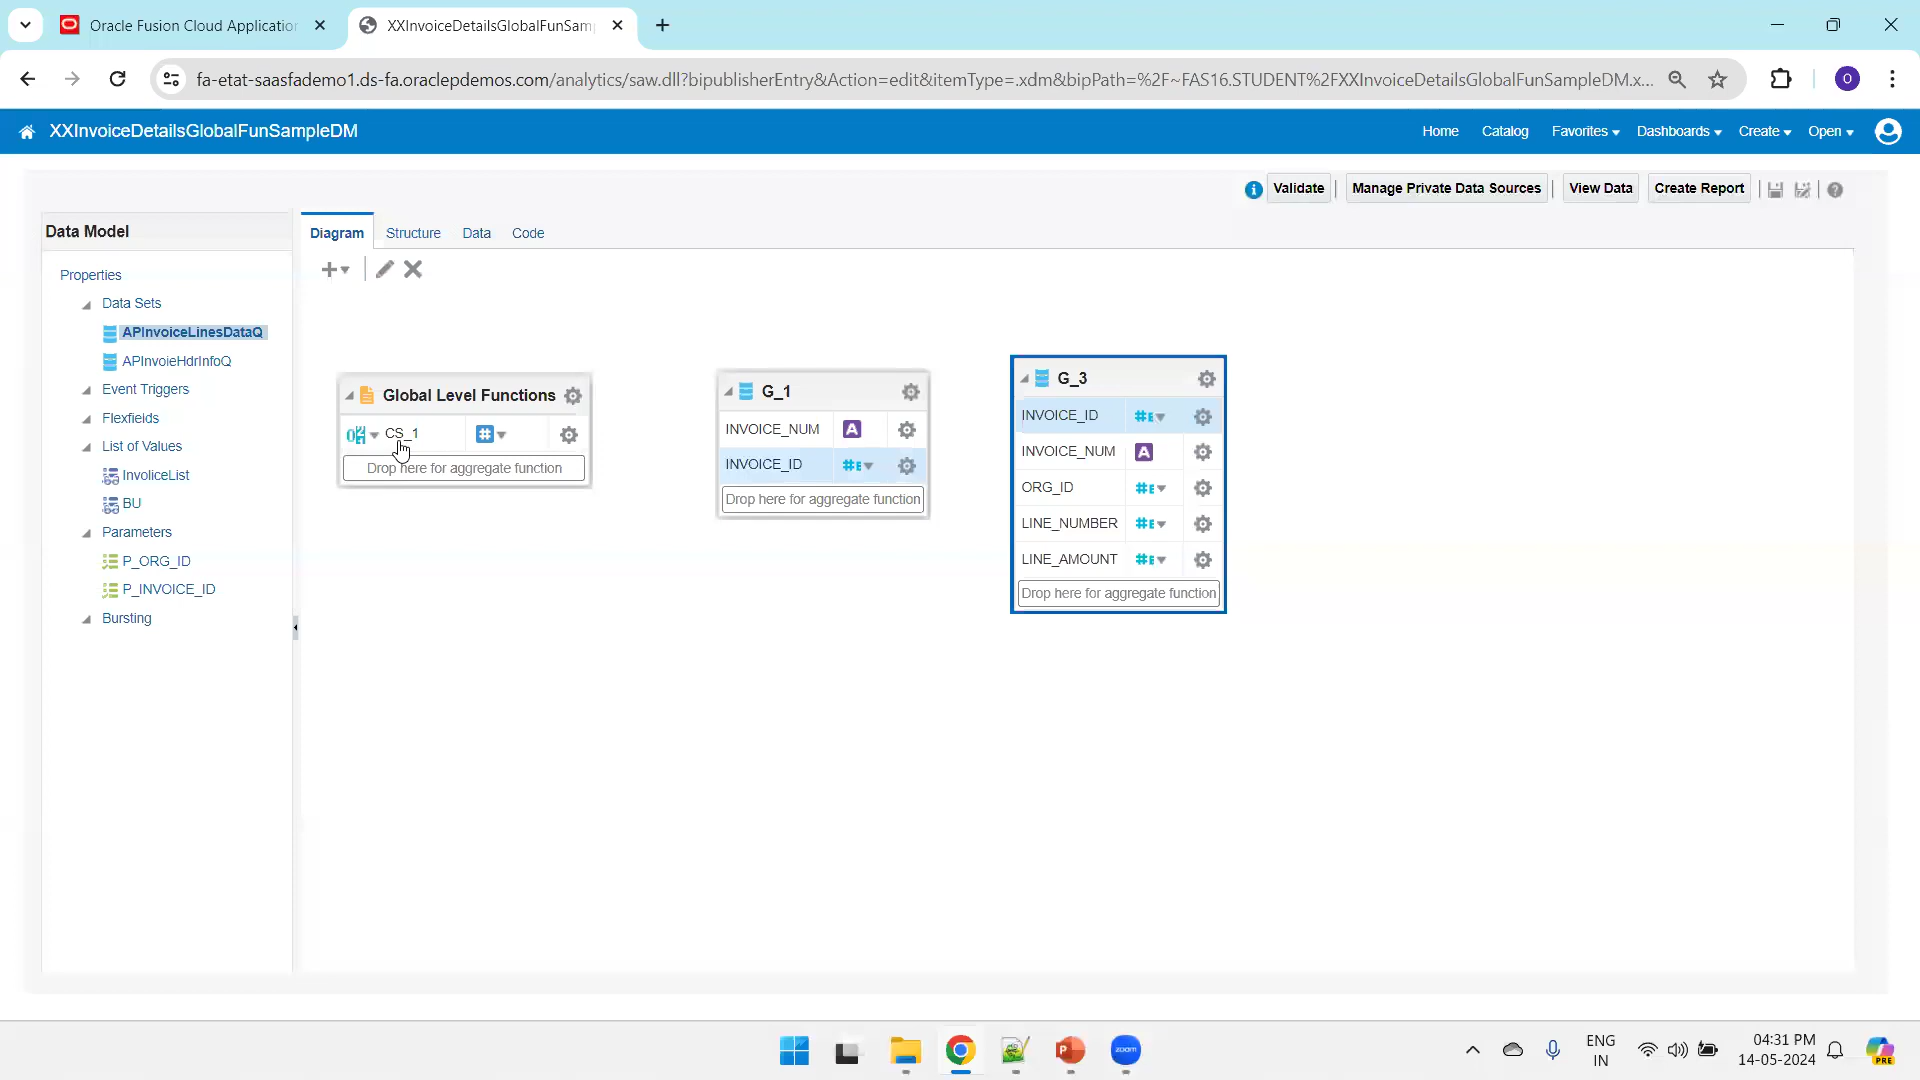 Oracle Fusion Cloud Application
XXInvoiceDetailsGlobalFunSam
fa-etat-saasfademo1.ds-fa.oraclepdemos.com/analytics/saw.dll?bipublisherEntry&Action=edit&itemType=.xdm&bipPath=%2F~FAS16.STUDENT%2FXXInvoiceDetailsGlobalFunSampleDM.x...
O
XXInvoiceDetailsGlobalFunSampleDM
Home
Catalog
Favorites
Dashboards
Create
Open
Validate
Manage Private Data Sources
View Data
Create Report
Data Model
Diagram
Structure
Data
Code
Properties
Data Sets
APInvoiceLinesDataQ
APInvoieHdrInfoQ
Event Triggers
Flexfields
List of Values
InvoliceList
BU
Parameters
P_ORG_ID
P_INVOICE_ID
Bursting
Global Level Functions
CS_1
Drop here for aggregate function
G_1
INVOICE_NUM
A
INVOICE_ID
Drop here for aggregate function
G_3
INVOICE_ID
INVOICE_NUM
A
ORG_ID
LINE_NUMBER
LINE_AMOUNT
Drop here for aggregate function
zoom
ENG
IN
04:31 PM
14-05-2024
PRE